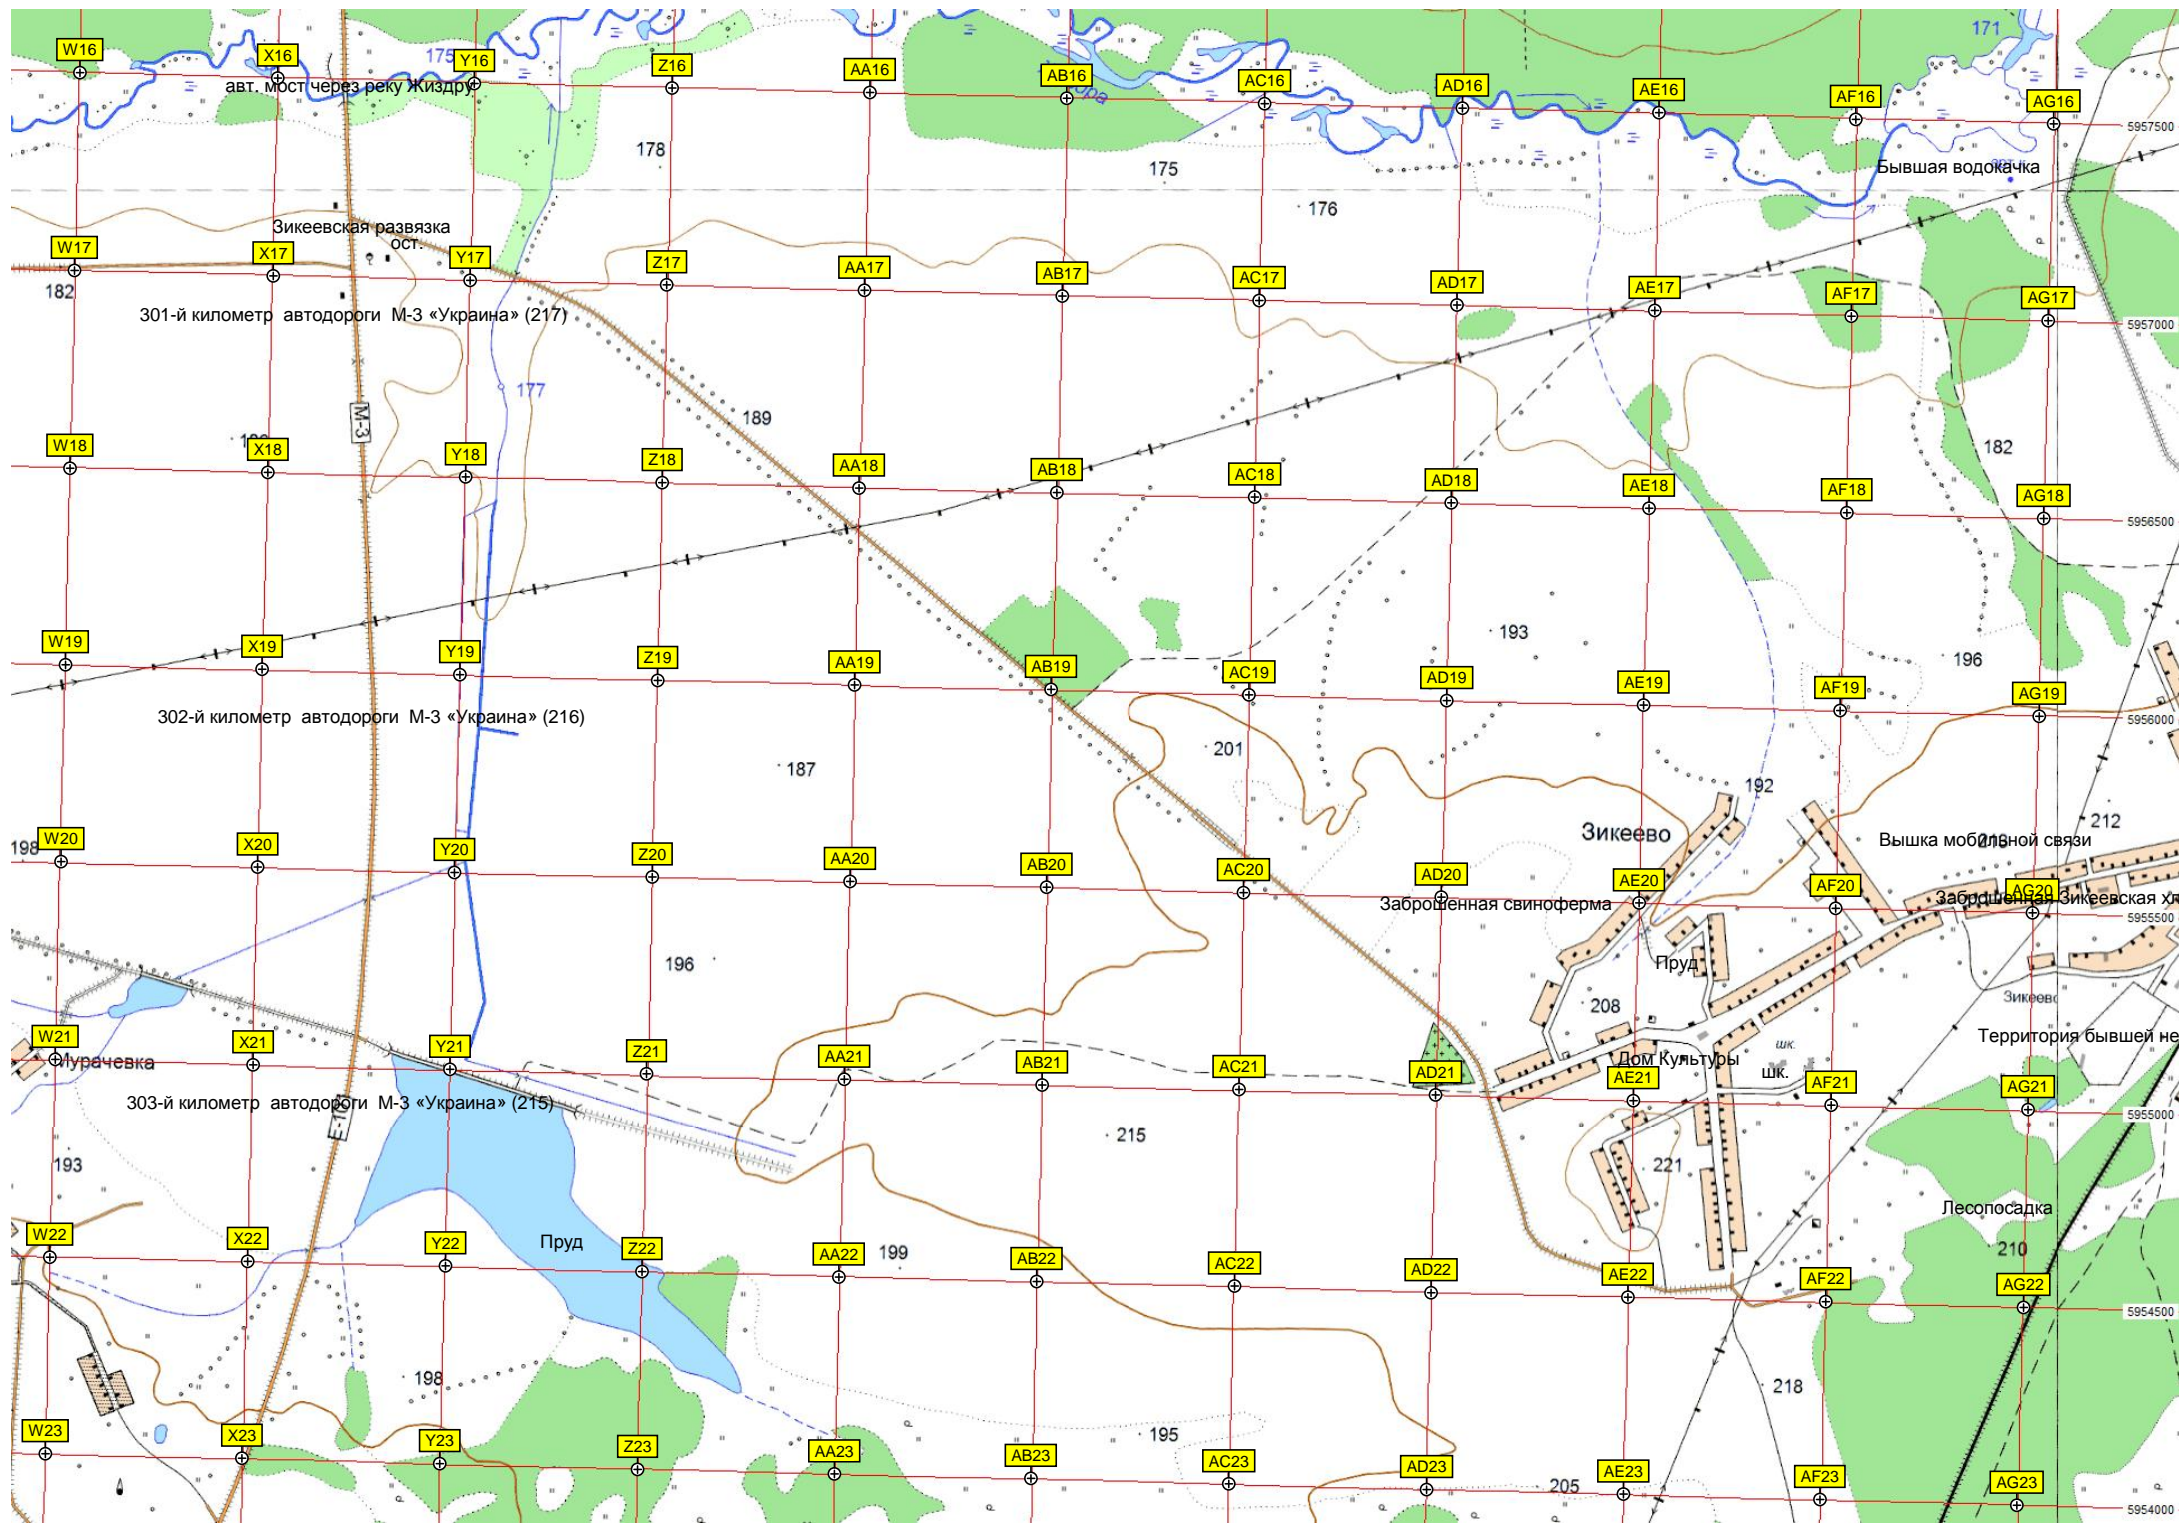 171
W16
X16
175
Y16
Z16
AA16
AB16
AC16
AD16
AE16
AF16
AG16
авт. мост через реку Жиздру
5957500
178
175
Бывшая водокачка
176
Зикеевская развязка
ост.
W17
X17
Y17
Z17
AA17
AB17
AC17
AD17
AE17
AF17
AG17
182
301-й километр автодороги М-3 «Украина» (217)
5957000
177
189
М-3
182
W18
X18
Y18
Z18
AA18
AB18
AC18
AD18
AE18
AF18
AG18
5956500
193
196
W19
X19
Y19
Z19
AA19
AB19
AC19
AD19
AE19
AF19
AG19
302-й километр автодороги М-3 «Украина» (216)
5956000
201
187
192
212
Зикеево
Вышка мобильной связи
198
W20
X20
Y20
Z20
AA20
AB20
AC20
AD20
AE20
AF20
AG20
Заброшенная свиноферма
Заброшенная Зикеевская
5955500
196
Пруд
208
Зикеево
W21
X21
Y21
Z21
AA21
AB21
AC21
AD21
AE21
AF21
AG21
Территория бывшей
шк.
Мурачевка
Дом Культуры
шк.
303-й километр автодороги М-3 «Украина» (215)
5955000
215
193
221
Лесопосадка
W22
X22
Y22
Пруд
Z22
AA22
199
AB22
AC22
AD22
AE22
AF22
AG22
210
5954500
198
218
W23
X23
Y23
Z23
AA23
AB23
195
AC23
AD23
205
AE23
AF23
AG23
5954000